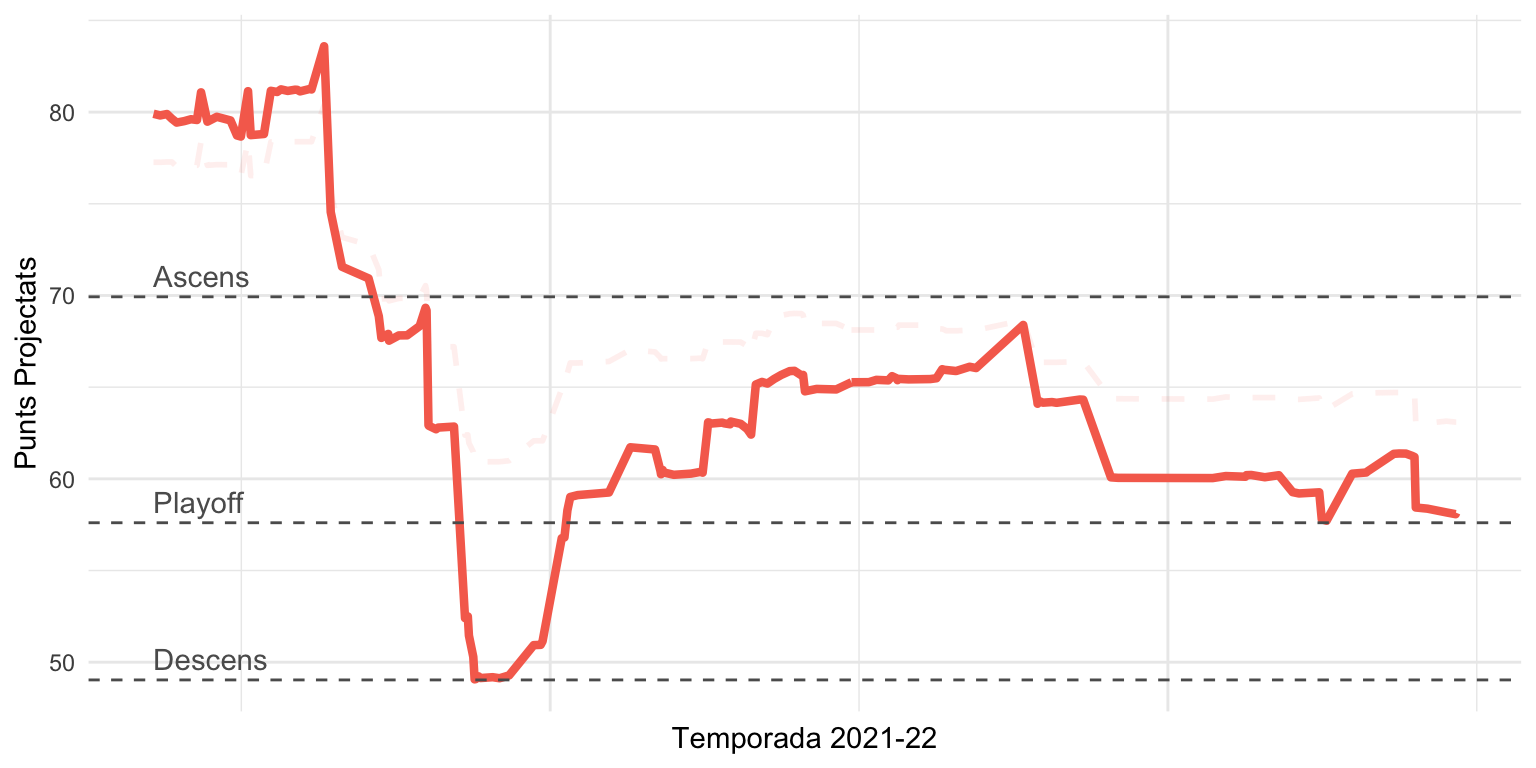 Punts Projectats
80
70
60
50
Ascens
Playoff
Descens
Temporada 2021-22